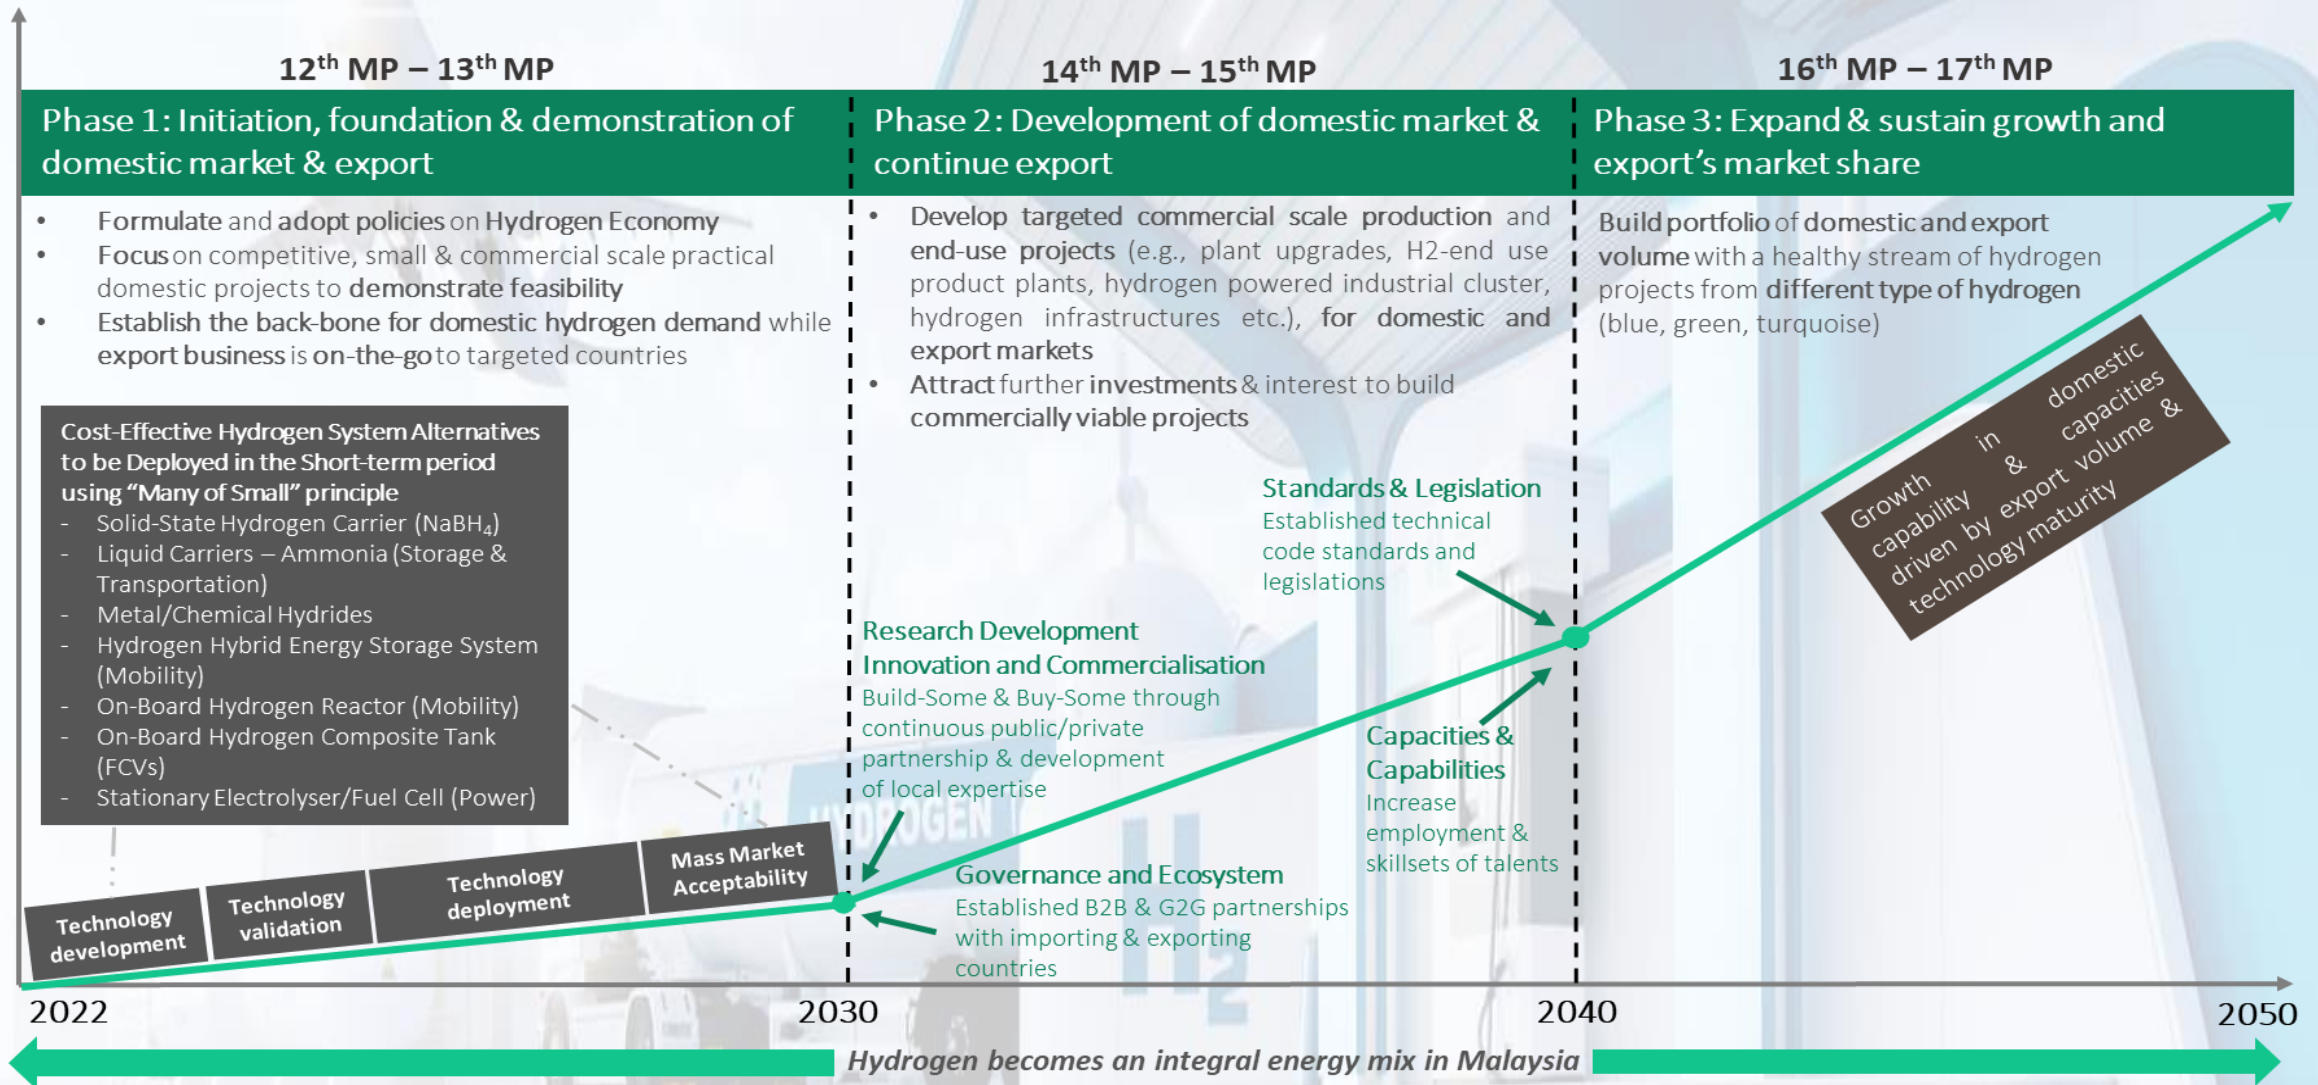 12th MP – 13th MP
14th MP – 15th MP
16th MP – 17th MP
Phase 1: Initiation, foundation & demonstration of
domestic market & export
Phase 2: Development of domestic market &
continue export
Phase 3: Expand & sustain growth and
export's market share
• Formulate and adopt policies on Hydrogen Economy
• Focus on competitive, small & commercial scale practical
domestic projects to demonstrate feasibility
• Establish the back-bone for domestic hydrogen demand while
export business is on-the-go to targeted countries
• Develop targeted commercial scale production and
end-use projects (e.g., plant upgrades, H2-end use
product plants, hydrogen powered industrial cluster,
hydrogen infrastructures etc.), for domestic and
export markets
• Attract further investments & interest to build
commercially viable projects
Build portfolio of domestic and export
volume with a healthy stream of hydrogen
projects from different type of hydrogen
(blue, green, turquoise)
Cost-Effective Hydrogen System Alternatives
to be Deployed in the Short-term period
using “Many of Small” principle
- Solid-State Hydrogen Carrier (NaBH4)
- Liquid Carriers – Ammonia (Storage &
Transportation)
- Metal/Chemical Hydrides
- Hydrogen Hybrid Energy Storage System
(Mobility)
- On-Board Hydrogen Reactor (Mobility)
- On-Board Hydrogen Composite Tank
(FCVs)
- Stationary Electrolyser/Fuel Cell (Power)
Technology
development
Technology
validation
Technology
deployment
Mass Market
Acceptability
Research Development
Innovation and Commercialisation
Build-Some & Buy-Some through
continuous public/private
partnership & development
of local expertise
Governance and Ecosystem
Established B2B & G2G partnerships
with importing & exporting
countries
Standards & Legislation
Established technical
code standards and
legislations
Capacities &
Capabilities
Increase
employment &
skillsets of talents
Growth in domestic
capability & capacities
driven by export volume &
technology maturity
HYDROGEN
H2
2022
2030
2040
2050
Hydrogen becomes an integral energy mix in Malaysia